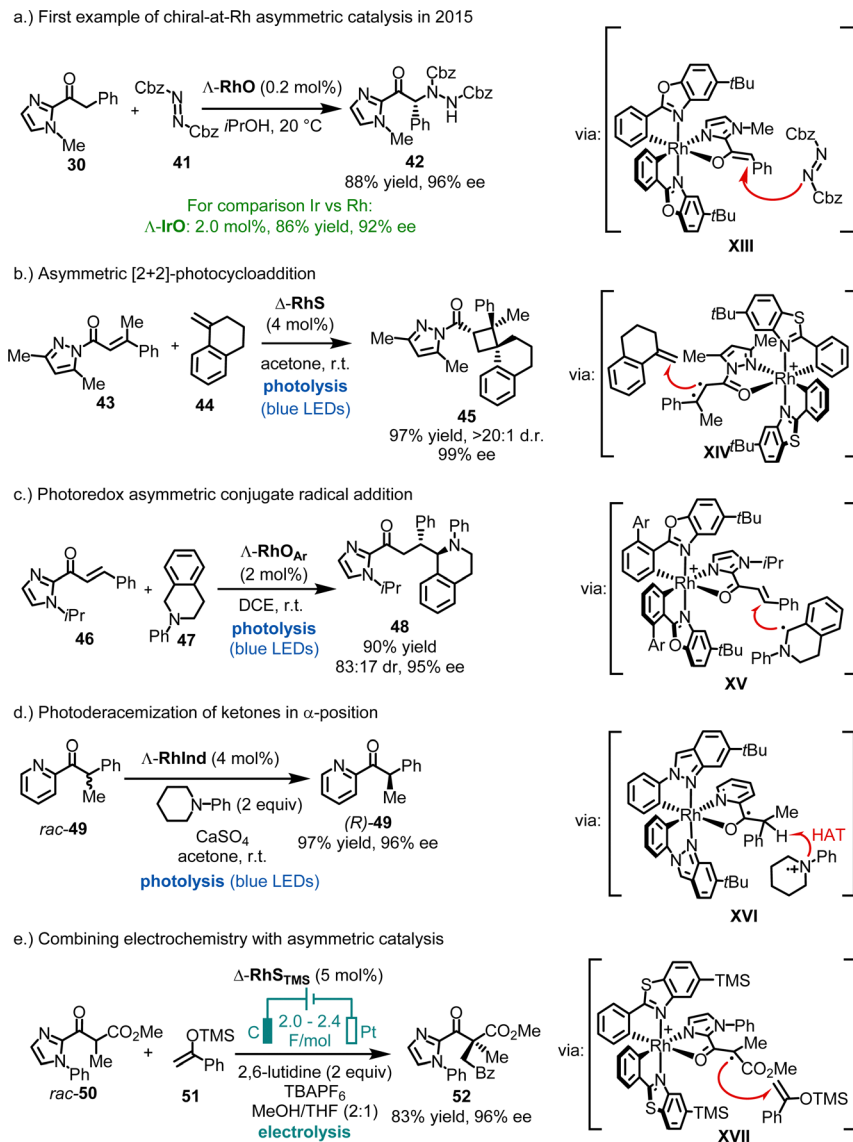 a.) First example of chiral-at-Rh asymmetric catalysis in 2015
O
N
N
Me
Ph
30
+
Cbz
N
N
Cbz
41
Λ-RhO (0.2 mol%)
iPrOH, 20 °C
O
Cbz
N
N
H
Cbz
N
N
Me
Ph
42
88% yield, 96% ee
For comparison Ir vs Rh:
Λ-IrO: 2.0 mol%, 86% yield, 92% ee
via:
O
tBu
N
N
N
Me
Rh
O
Ph
N
O
tBu
Cbz
N
N
Cbz
XIII
b.) Asymmetric [2+2]-photocycloaddition
Me
N
N
Me
O
Me
Ph
43
+
44
Δ-RhS
(4 mol%)
acetone, r.t.
photolysis
(blue LEDs)
Me
N
N
Me
O
Ph
Me
45
97% yield, >20:1 d.r.
99% ee
via:
tBu
S
N
Me
Me
N
N
Rh
+
O
Ph
Me
N
S
tBu
XIV
c.) Photoredox asymmetric conjugate radical addition
N
N
iPr
O
Ph
46
+
Ph
N
47
Λ-RhOAr
(2 mol%)
DCE, r.t.
photolysis
(blue LEDs)
N
N
iPr
O
Ph
Ph
N
48
90% yield
83:17 dr, 95% ee
via:
Ar
O
tBu
N
N
N
iPr
Rh
+
O
Ph
N
Ar
O
tBu
Ph
N
XV
d.) Photoderacemization of ketones in α-position
N
O
Ph
Me
rac-49
Λ-RhInd (4 mol%)
N−Ph (2 equiv)
CaSO4
acetone, r.t.
photolysis (blue LEDs)
N
O
Ph
Me
(R)-49
97% yield, 96% ee
via:
tBu
N
N
N
Rh
O
Me
Ph
H
HAT
N
N
tBu
N
Ph
+
XVI
e.) Combining electrochemistry with asymmetric catalysis
N
N
Ph
O
CO2Me
Me
rac-50
+
OTMS
Ph
51
Δ-RhSTMS (5 mol%)
C
2.0 - 2.4
F/mol
Pt
2,6-lutidine (2 equiv)
TBAPF6
MeOH/THF (2:1)
electrolysis
N
N
Ph
O
CO2Me
Me
Bz
52
83% yield, 96% ee
via:
TMS
S
N
N
N
Ph
Rh
+
O
Me
CO2Me
N
S
TMS
OTMS
Ph
XVII